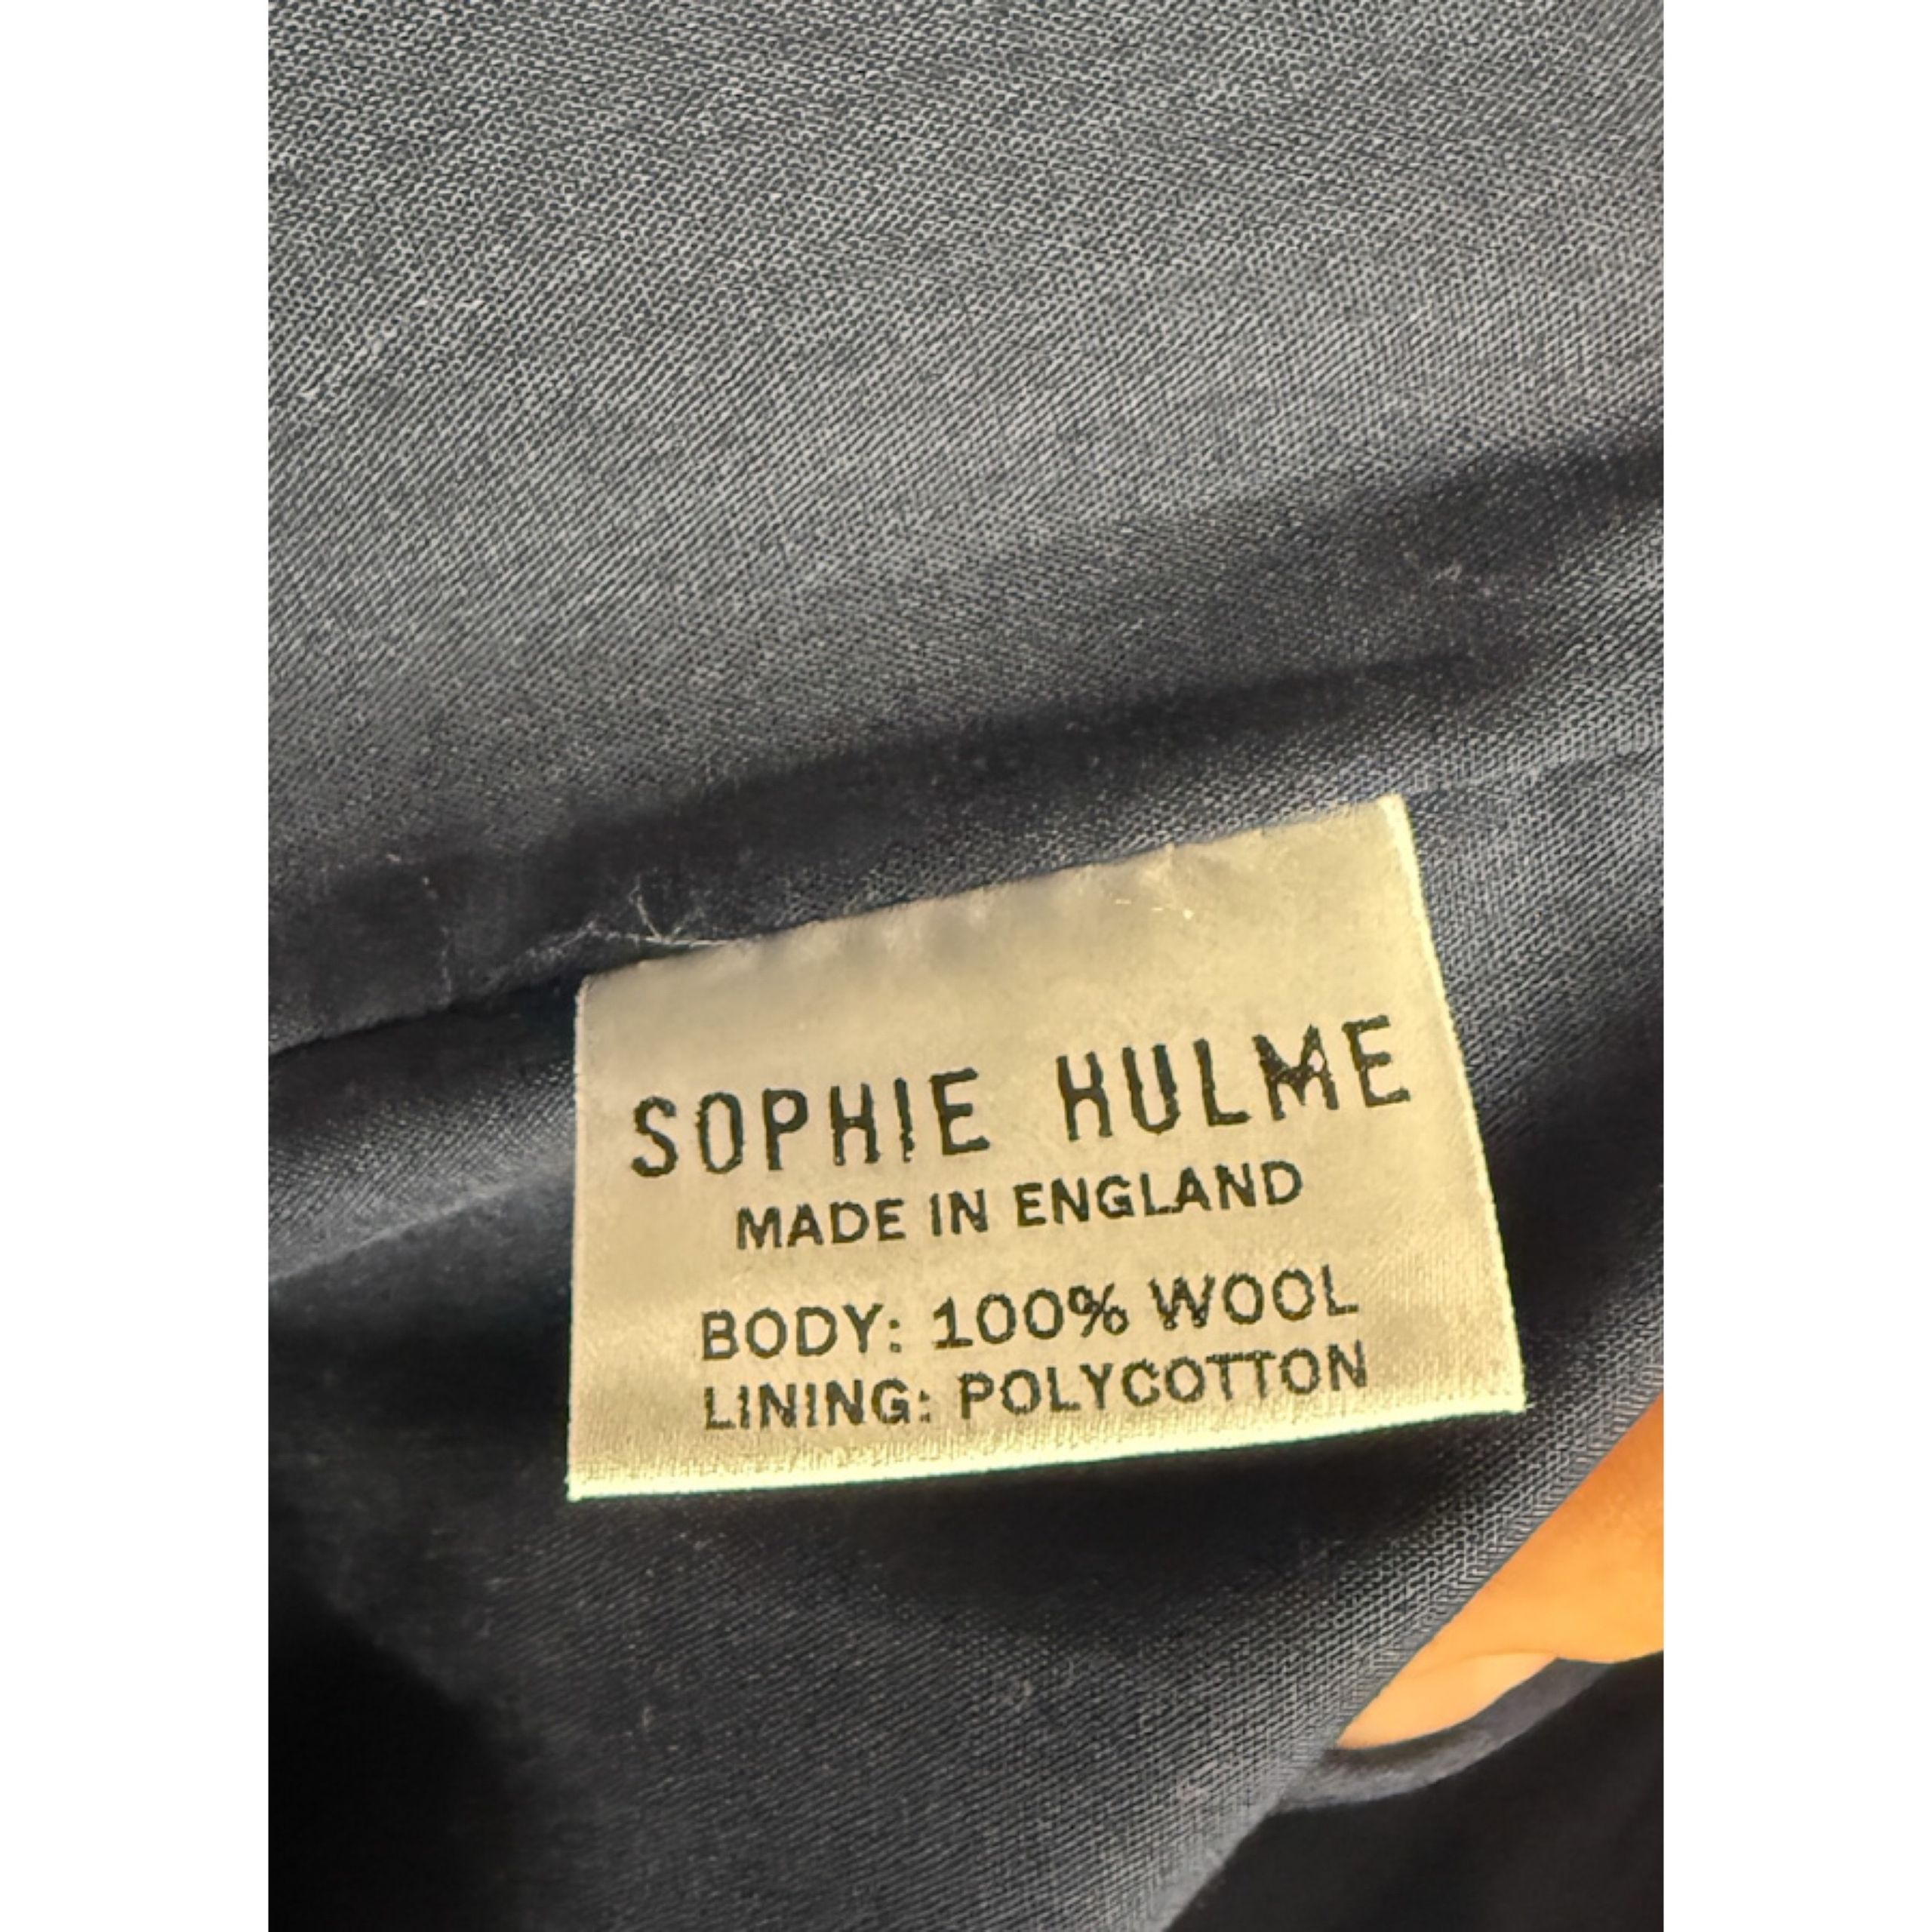 SOPHIE HULME
MADE IN ENGLAND
BODY: 100% WOOL
LINING: POLYCOTTON